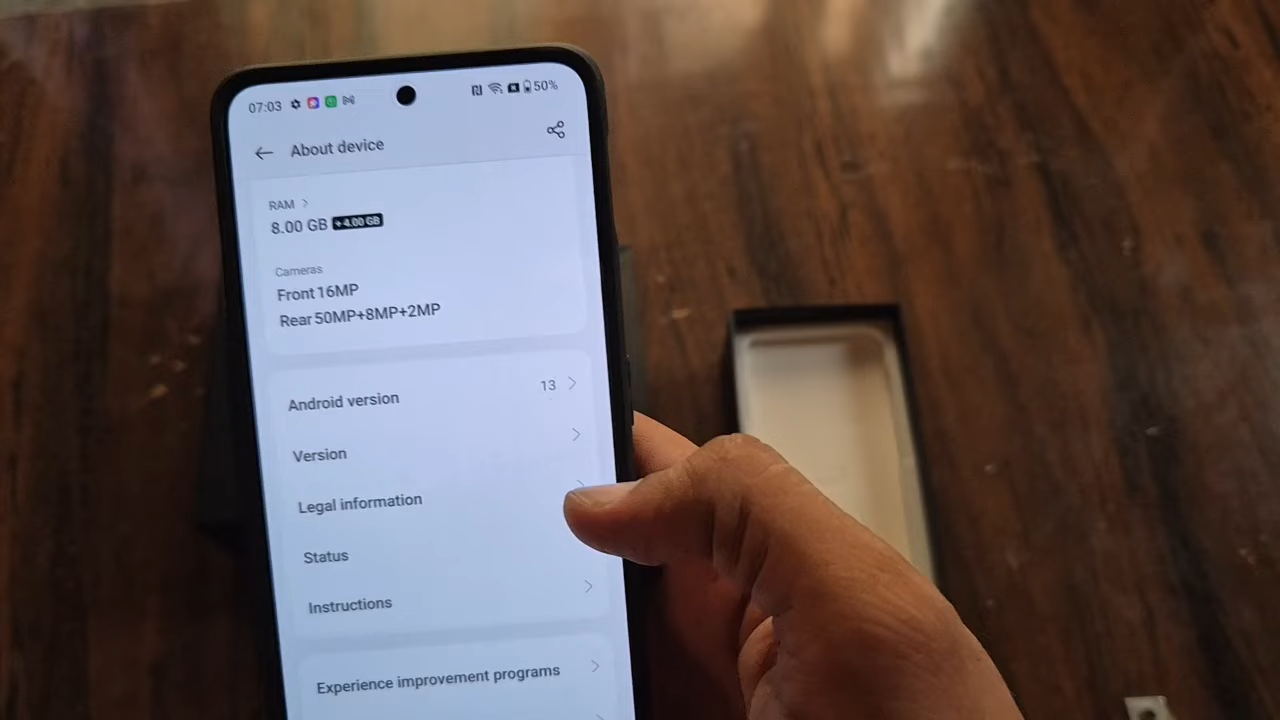 07:03 50%
About device
RAM
8.00 GB +4.00 GB
Cameras
Front 16MP
Rear 50MP+8MP+2MP
Android version 13
Version
Legal information
Status
Instructions
Experience improvement programs